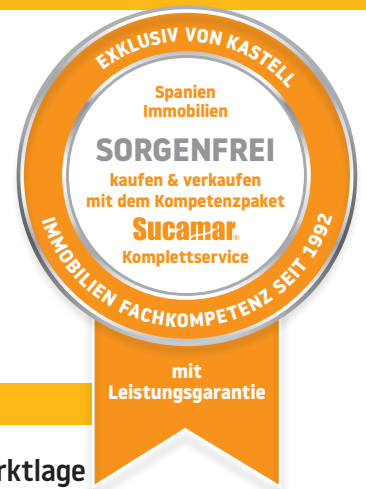 EXKLUSIV VON KASTELL
Spanien
Immobilien
SORGENFREI
kaufen & verkaufen
mit dem Kompetenzpaket
Sucamar.
Komplettservice
IMMOBILIEN FACHKOMPETENZ SEIT 1992
mit
Leistungsgarantie